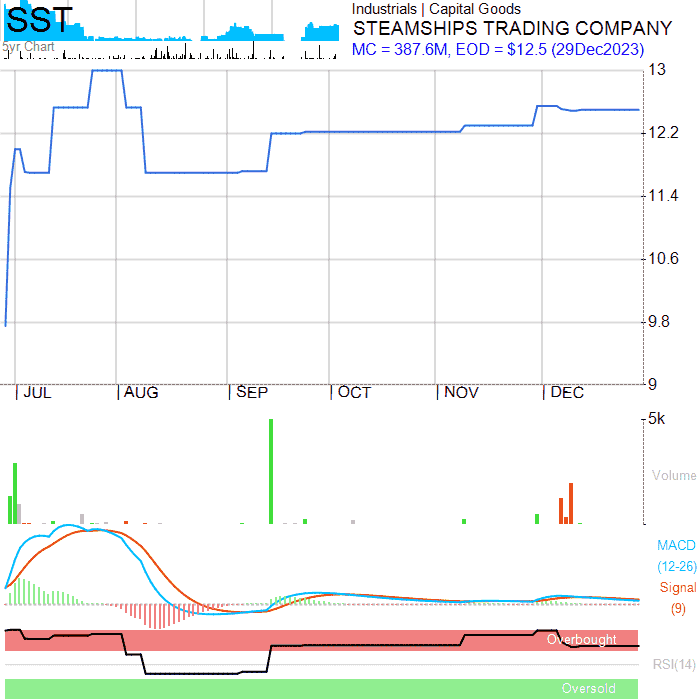 SST
Industrials | Capital Goods
STEAMSHIPS TRADING COMPANY
5yr Chart
MC = 387.6M, EOD = $12.5 (29Dec2023)
13
12.2
11.4
10.6
9.8
9
JUL AUG SEP OCT NOV DEC
5k
Volume
MACD
(12-26)
Signal
(9)
Overbought
RSI(14)
Oversold